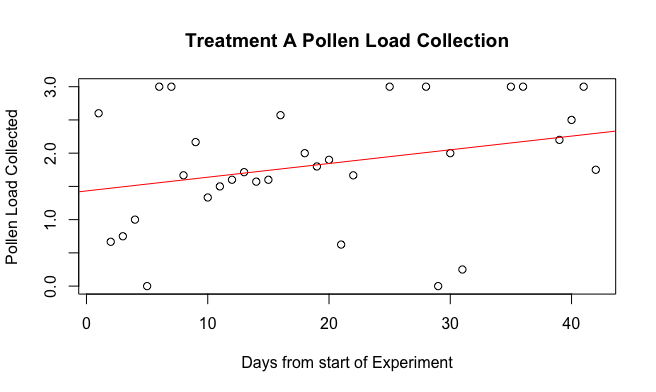 Treatment A Pollen Load Collection
Pollen Load Collected
3.0
2.0
1.0
0.0
0 10 20 30 40
Days from start of Experiment